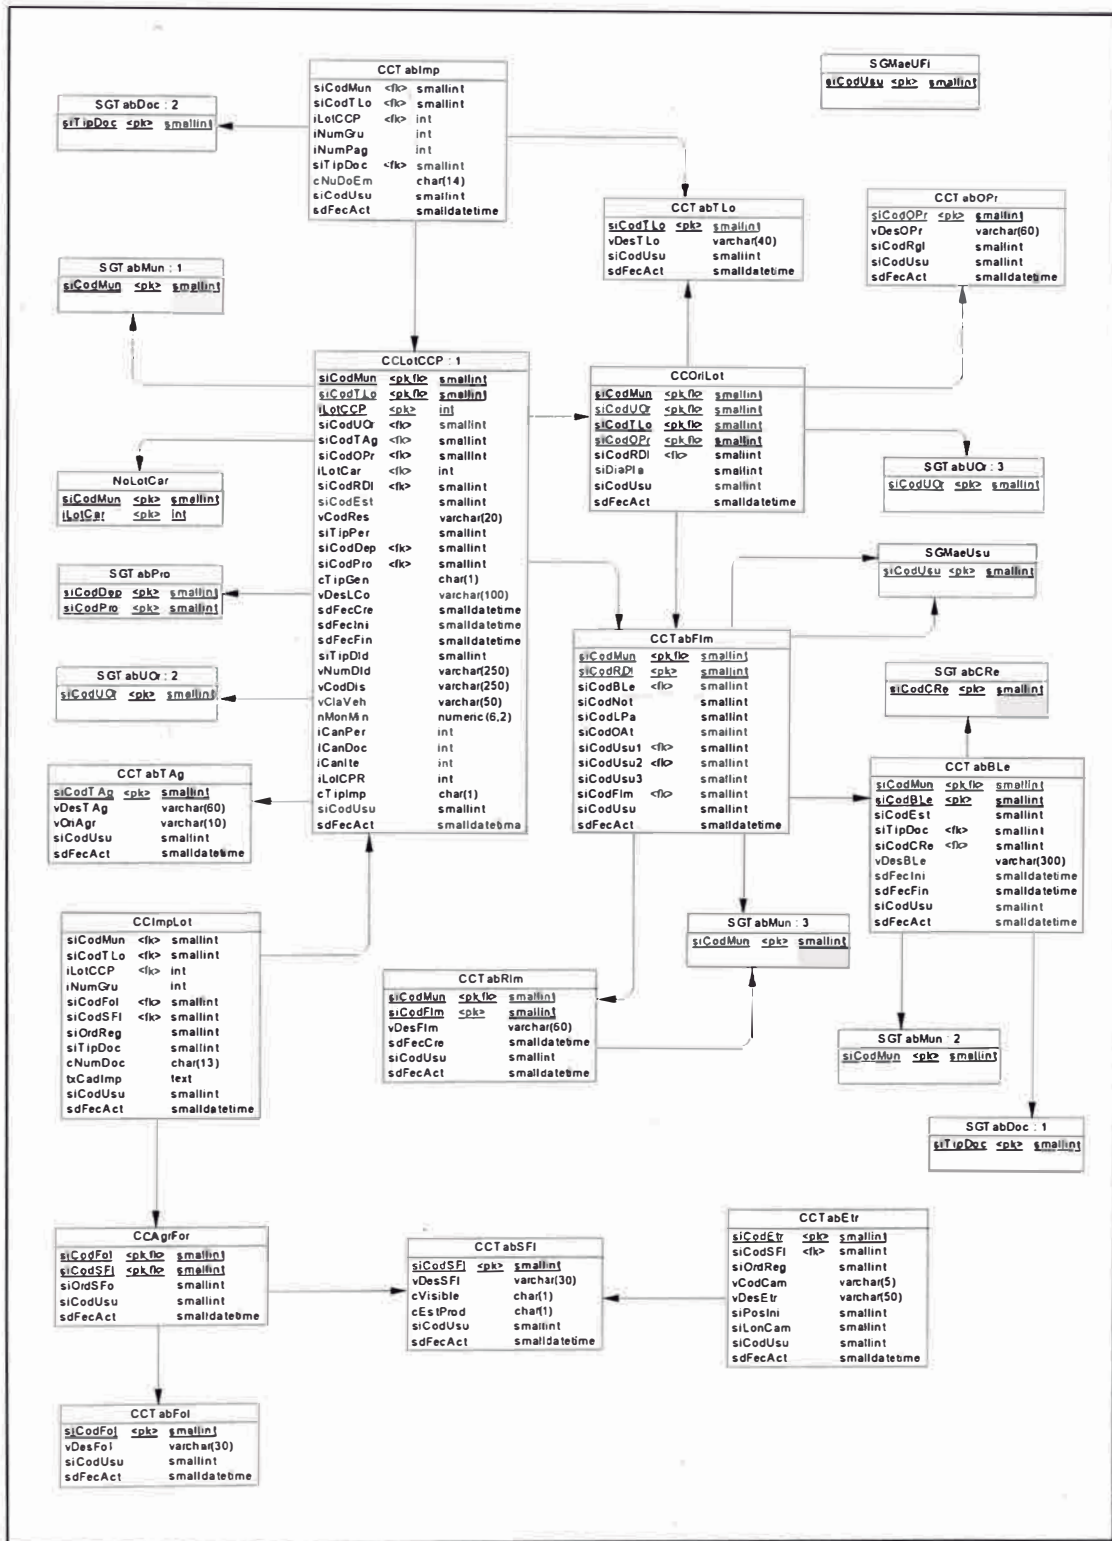 CCTabImp
siCodMun <fk> smallint
siCodTLo <fk> smallint
iLotCCP <fk> int
iNumGru int
iNumPag int
siTipDoc <fk> smallint
cNuDoEm char(14)
siCodUsu smallint
sdFecAct smalldatetime
SGMaeUFi
siCodUsu <pk> smallint
SGTabDoc : 2
siTipDoc <pk> smallint
CCTabTLo
siCodTLo <pk> smallint
vDesTLo varchar(40)
siCodUsu smallint
sdFecAct smalldatetime
CCTabOPr
siCodOPr <pk> smallint
vDesOPr varchar(60)
siCodRgl smallint
siCodUsu smallint
sdFecAct smalldatetime
SGTabMun : 1
siCodMun <pk> smallint
CCLotCCP : 1
siCodMun <pk,fk> smallint
siCodTLo <pk,fk> smallint
iLotCCP <pk> int
siCodUOr <fk> smallint
siCodTAg <fk> smallint
siCodOPr <fk> smallint
iLotCar <fk> int
siCodRDI <fk> smallint
siCodEst smallint
vCodRes varchar(20)
siTipPer smallint
siCodDep <fk> smallint
siCodPro <fk> smallint
cTipGen char(1)
vDesLCo varchar(100)
sdFecCre smalldatetime
sdFecIni smalldatetime
sdFecFin smalldatetime
siTipDId smallint
vNumDId varchar(250)
vCodDis varchar(250)
vClaVeh varchar(50)
nMonMin numeric(6,2)
iCanPer int
iCanDoc int
iCanIte int
iLotCPR int
cTipImp char(1)
siCodUsu smallint
sdFecAct smalldatetime
CCOriLot
siCodMun <pk,fk> smallint
siCodUOr <pk,fk> smallint
siCodTLo <pk,fk> smallint
siCodOPr <pk,fk> smallint
siCodRDI <fk> smallint
siDiaPla smallint
siCodUsu smallint
sdFecAct smalldatetime
SGTabUOr : 3
siCodUOr <pk> smallint
NoLotCar
siCodMun <pk> smallint
iLotCar <pk> int
SGMaeUsu
siCodUsu <pk> smallint
SGTabPro
siCodDep <pk> smallint
siCodPro <pk> smallint
CCTabFIm
siCodMun <pk,fk> smallint
siCodRDI <pk> smallint
siCodBLe <fk> smallint
siCodNot smallint
siCodLPa smallint
siCodOAt smallint
siCodUsu1 <fk> smallint
siCodUsu2 <fk> smallint
siCodUsu3 smallint
siCodFIm <fk> smallint
siCodUsu smallint
sdFecAct smalldatetime
SGTabUOr : 2
siCodUOr <pk> smallint
SGTabCRe
siCodCRe <pk> smallint
CCTabTAg
siCodTAg <pk> smallint
vDesTAg varchar(60)
vOriAgr varchar(10)
siCodUsu smallint
sdFecAct smalldatetime
CCTabBLe
siCodMun <pk,fk> smallint
siCodBLe <pk> smallint
siCodEst smallint
siTipDoc <fk> smallint
siCodCRe <fk> smallint
vDesBLe varchar(300)
sdFecIni smalldatetime
sdFecFin smalldatetime
siCodUsu smallint
sdFecAct smalldatetime
CCImpLot
siCodMun <fk> smallint
siCodTLo <fk> smallint
iLotCCP <fk> int
iNumGru int
siCodFol <fk> smallint
siCodSFI <fk> smallint
siOrdReg smallint
siTipDoc smallint
cNumDoc char(13)
txCadImp text
siCodUsu smallint
sdFecAct smalldatetime
SGTabMun : 3
siCodMun <pk> smallint
CCTabRIm
siCodMun <pk,fk> smallint
siCodFIm <pk> smallint
vDesFIm varchar(60)
sdFecCre smalldatetime
siCodUsu smallint
sdFecAct smalldatetime
SGTabMun : 2
siCodMun <pk> smallint
SGTabDoc : 1
siTipDoc <pk> smallint
CCAgrFor
siCodFol <pk,fk> smallint
siCodSFI <pk,fk> smallint
siOrdSFo smallint
siCodUsu smallint
sdFecAct smalldatetime
CCTabSFI
siCodSFI <pk> smallint
vDesSFI varchar(30)
cVisible char(1)
cEstProd char(1)
siCodUsu smallint
sdFecAct smalldatetime
CCTabEtr
siCodEtr <pk> smallint
siCodSFI <fk> smallint
siOrdReg smallint
vCodCam varchar(5)
vDesEtr varchar(50)
siPosIni smallint
siLonCam smallint
siCodUsu smallint
sdFecAct smalldatetime
CCTabFol
siCodFol <pk> smallint
vDesFol varchar(30)
siCodUsu smallint
sdFecAct smalldatetime